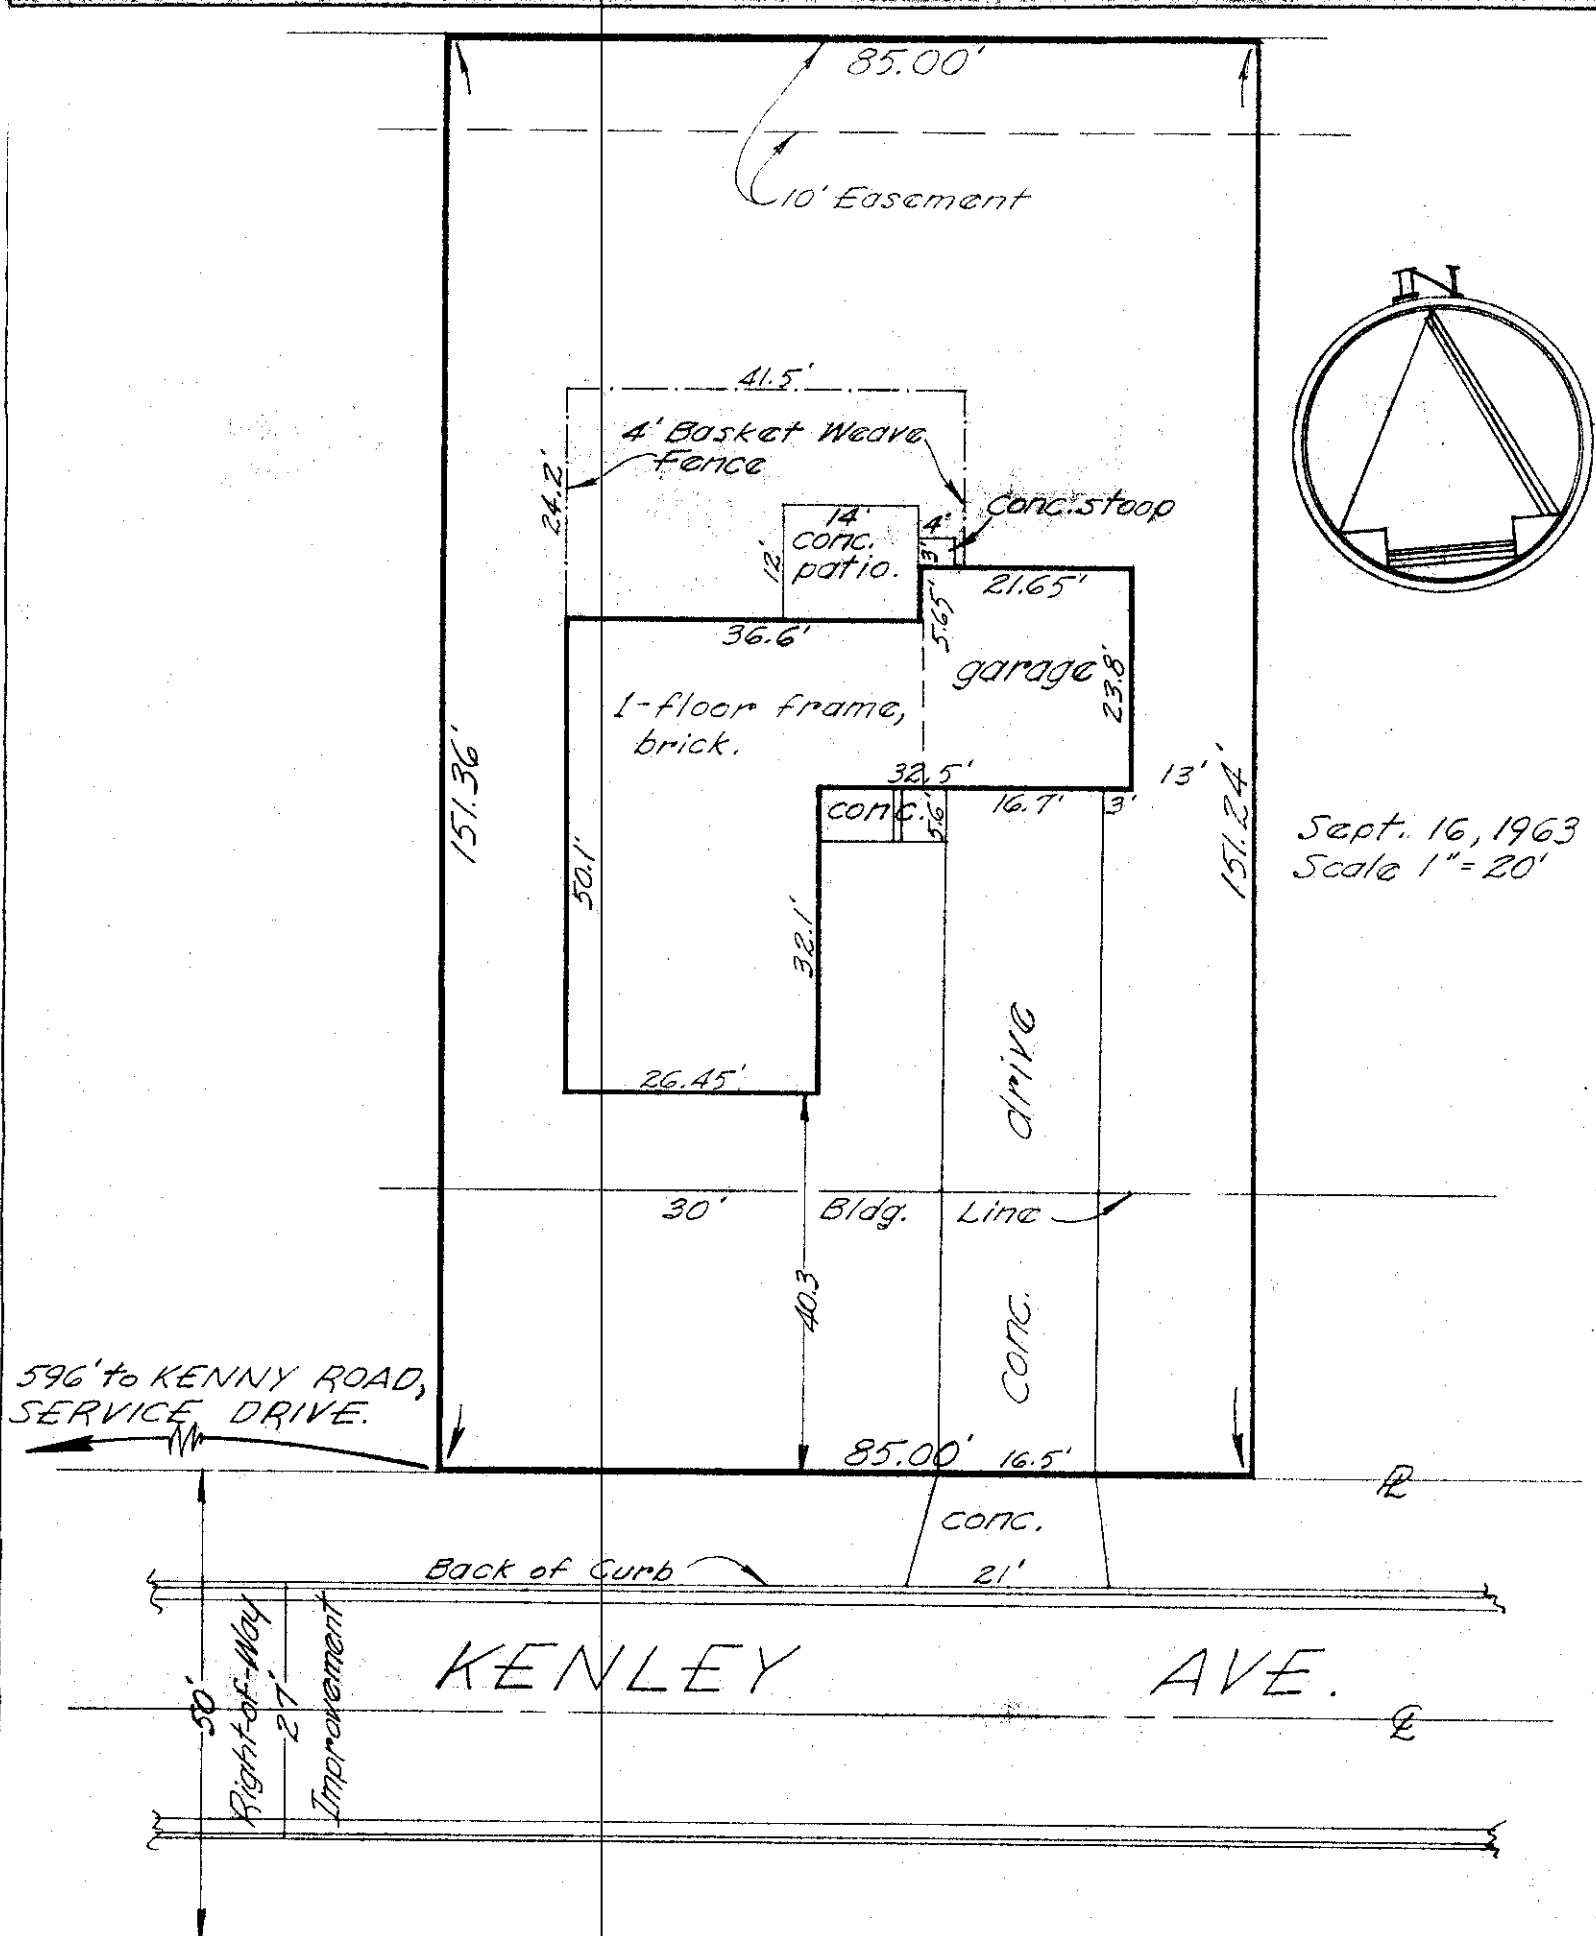 85.00'
10' Easement
N
41.5'
4' Basket Weave
Fence
24.2'
conc. stoop
14'
4'
conc.
patio.
12'
3'
21.65'
5.65'
36.6'
garage
23.8'
1-floor frame,
brick.
151.36'
32.5'
13'
conc.
5.6'
16.7'
3'
151.24'
Sept. 16, 1963
Scale 1" = 20'
50.1'
32.1'
conc. drive
26.45'
30' Bldg. Line
40.3
596' to KENNY ROAD,
SERVICE DRIVE.
85.00'
16.5'
PL
conc.
Back of Curb
21'
50'
Right-of-Way
27'
Improvement
KENLEY AVE.
CL